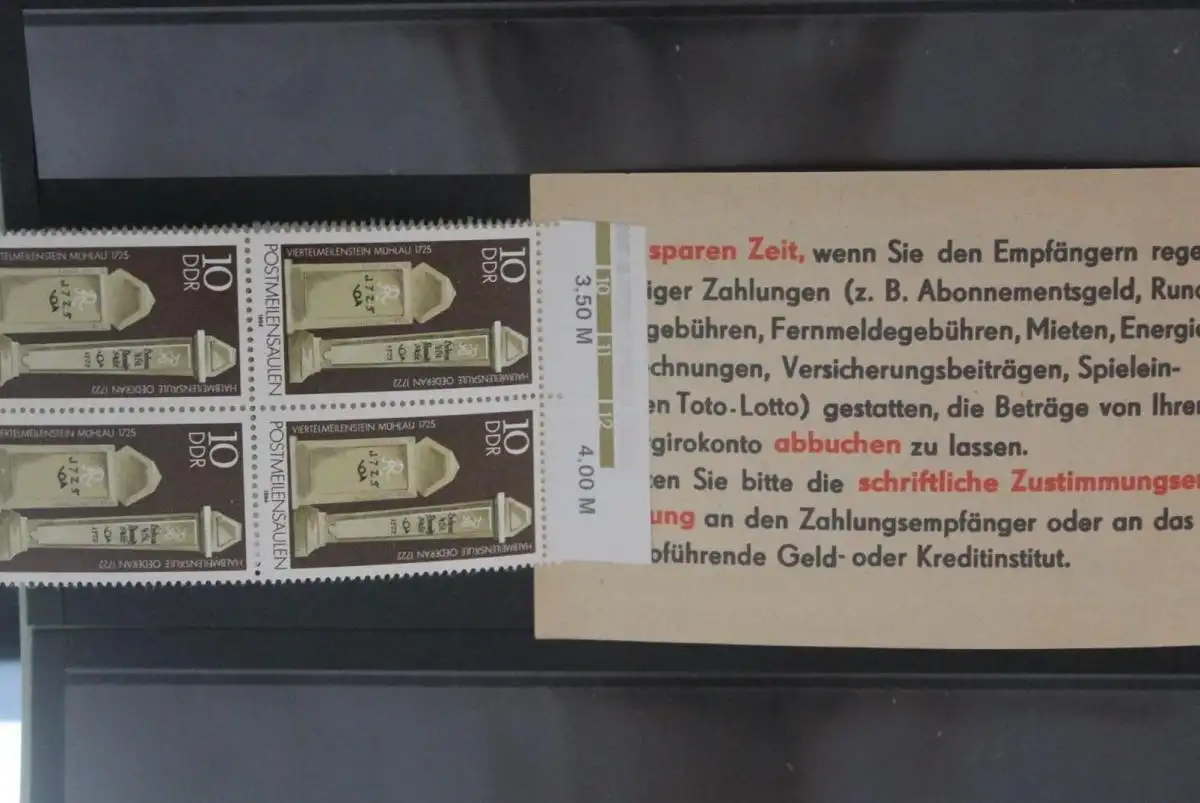 10
DDR
VIERTELMEILENSTEIN MÜHLAU 1725
HALBMEILENSÄULE OEDERAN 1722
POSTMEILENSÄULEN
1984
10
DDR
VIERTELMEILENSTEIN MÜHLAU 1725
HALBMEILENSÄULE OEDERAN 1722
10
DDR
VIERTELMEILENSTEIN MÜHLAU 1725
HALBMEILENSÄULE OEDERAN 1722
POSTMEILENSÄULEN
1984
10
DDR
VIERTELMEILENSTEIN MÜHLAU 1725
HALBMEILENSÄULE OEDERAN 1722
10
11
12
3,50 M
4,00 M
sparen Zeit, wenn Sie den Empfängern rege
iger Zahlungen (z. B. Abonnementsgeld, Rund
gebühren, Fernmeldegebühren, Mieten, Energie
chnungen, Versicherungsbeiträgen, Spielein-
en Toto-Lotto) gestatten, die Beträge von Ihrem
girokonto abbuchen zu lassen.
ten Sie bitte die schriftliche Zustimmungser
ung an den Zahlungsempfänger oder an das
oführende Geld- oder Kreditinstitut.